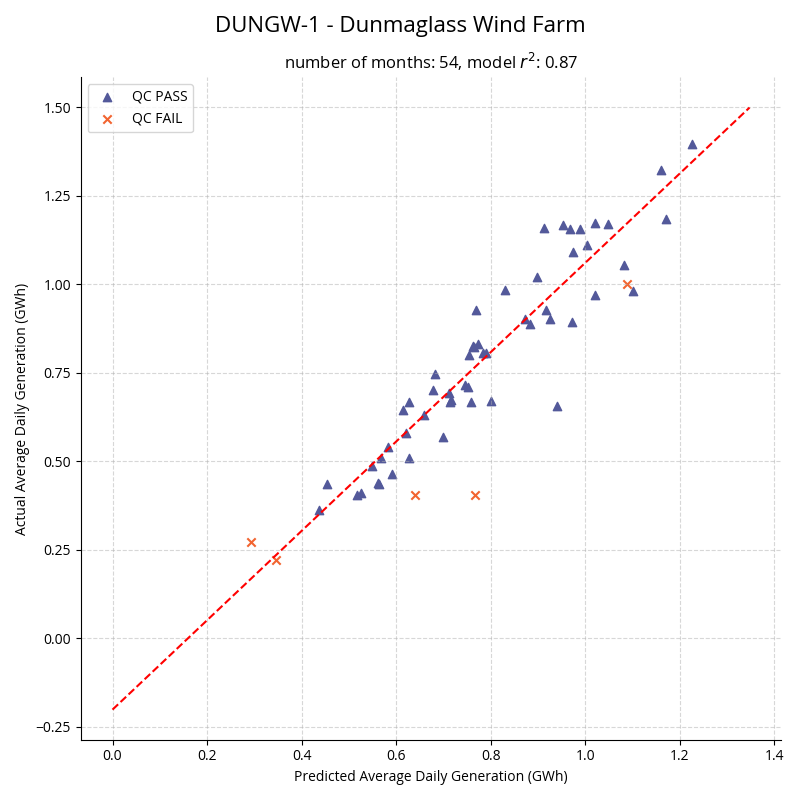 DUNGW-1 - Dunmaglass Wind Farm
number of months: 54, model r²: 0.87
QC PASS
QC FAIL
1.50
1.25
1.00
0.75
0.50
0.25
0.00
−0.25
Actual Average Daily Generation (GWh)
0.0 0.2 0.4 0.6 0.8 1.0 1.2 1.4
Predicted Average Daily Generation (GWh)